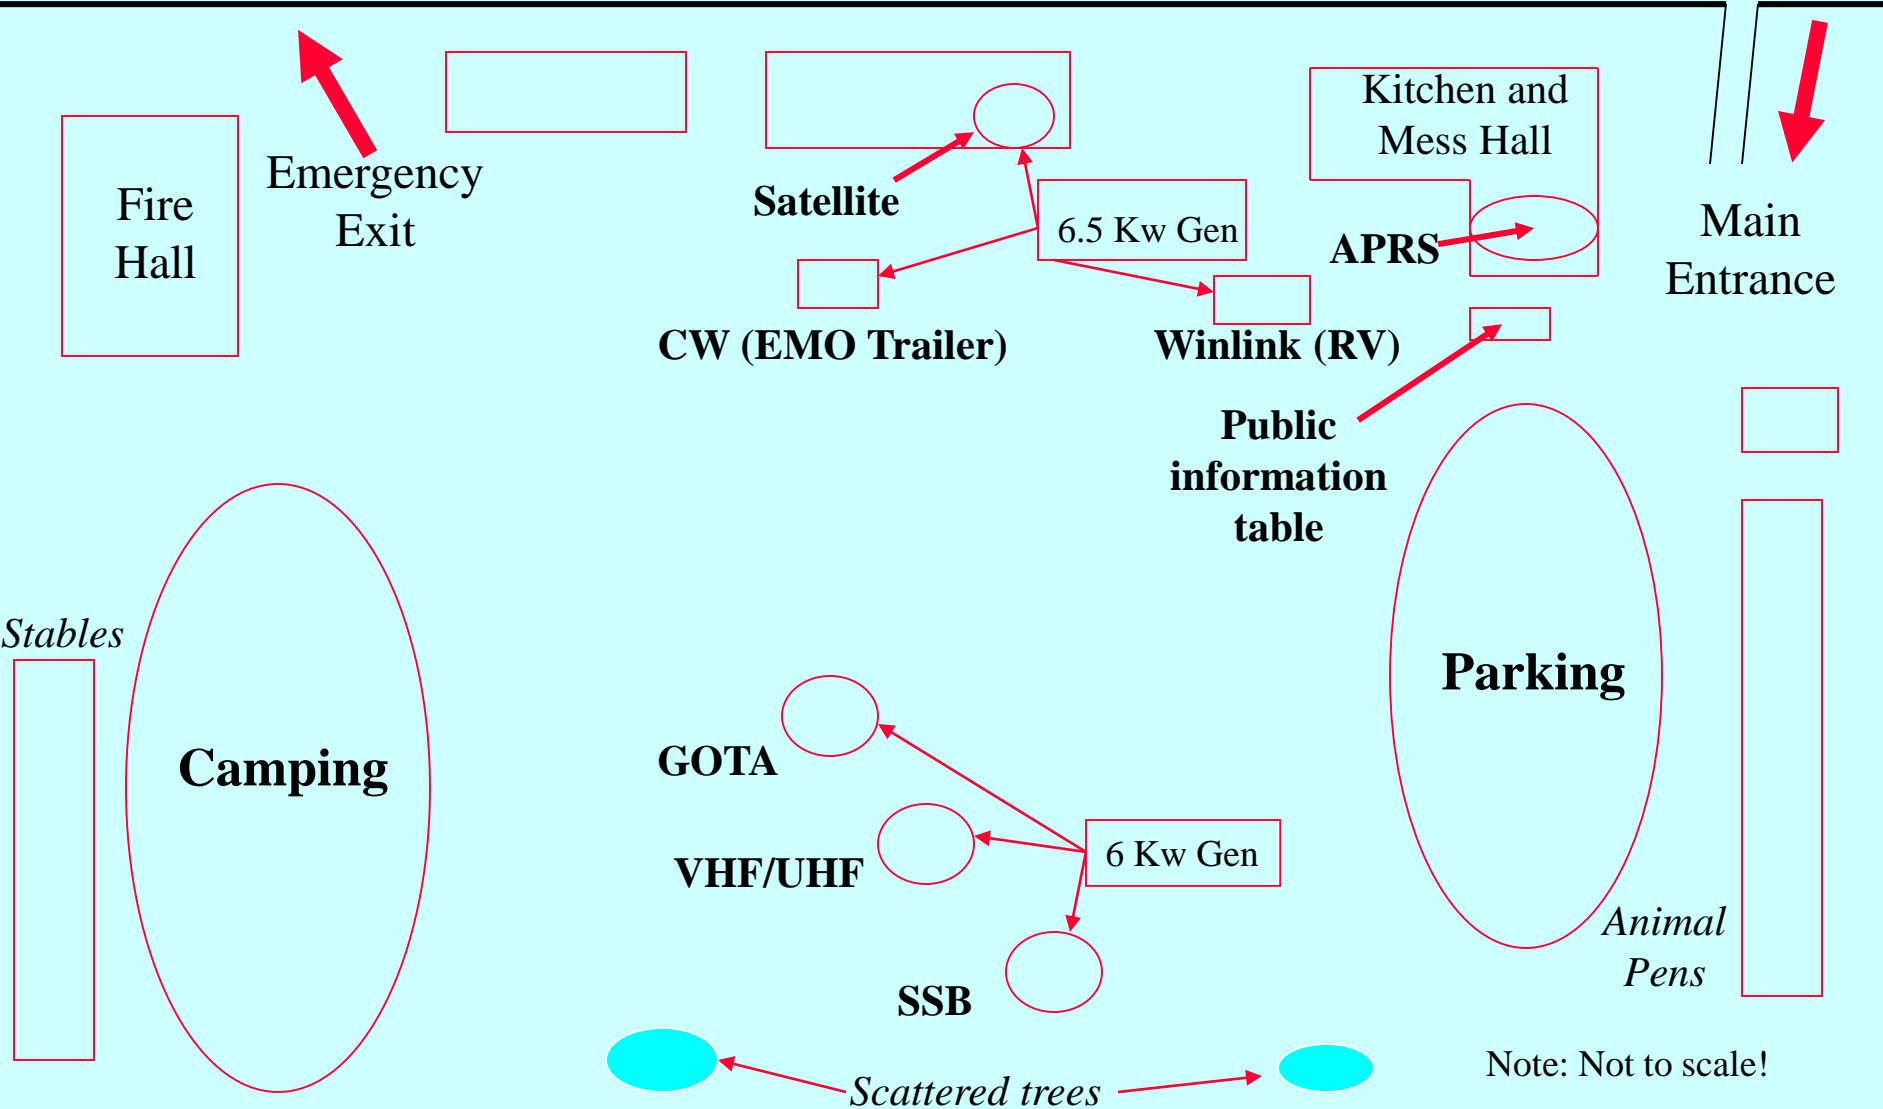 Kitchen and
Mess Hall
Emergency
Exit
Fire
Hall
Satellite
6.5 Kw Gen
APRS
Main
Entrance
CW (EMO Trailer)
Winlink (RV)
Public
information
table
Stables
Camping
Parking
GOTA
VHF/UHF
6 Kw Gen
SSB
Animal
Pens
Scattered trees
Note: Not to scale!